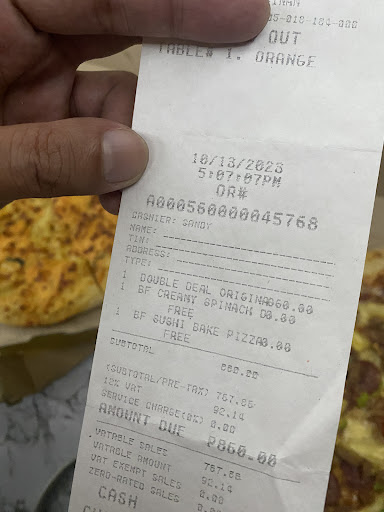 OUT
TABLE# 1. ORANGE
10/13/2023
5:07:07PM
OR#
A000560000045768
CASHIER: SANDY
NAME:
TIN:
ADDRESS:
TYPE:
1 DOUBLE DEAL ORIGINA860.00
1 BF CREAMY SPINACH D0.00
FREE
1 BF SUSHI BAKE PIZZA0.00
FREE
SUBTOTAL 860.00
(SUBTOTAL/PRE-TAX) 767.86
12% VAT 92.14
SERVICE CHARGE(0%) 0.00
AMOUNT DUE P860.00
VATABLE SALES 767.86
VATABLE AMOUNT 92.14
VAT EXEMPT SALES 0.00
ZERO-RATED SALES 0.00
CASH